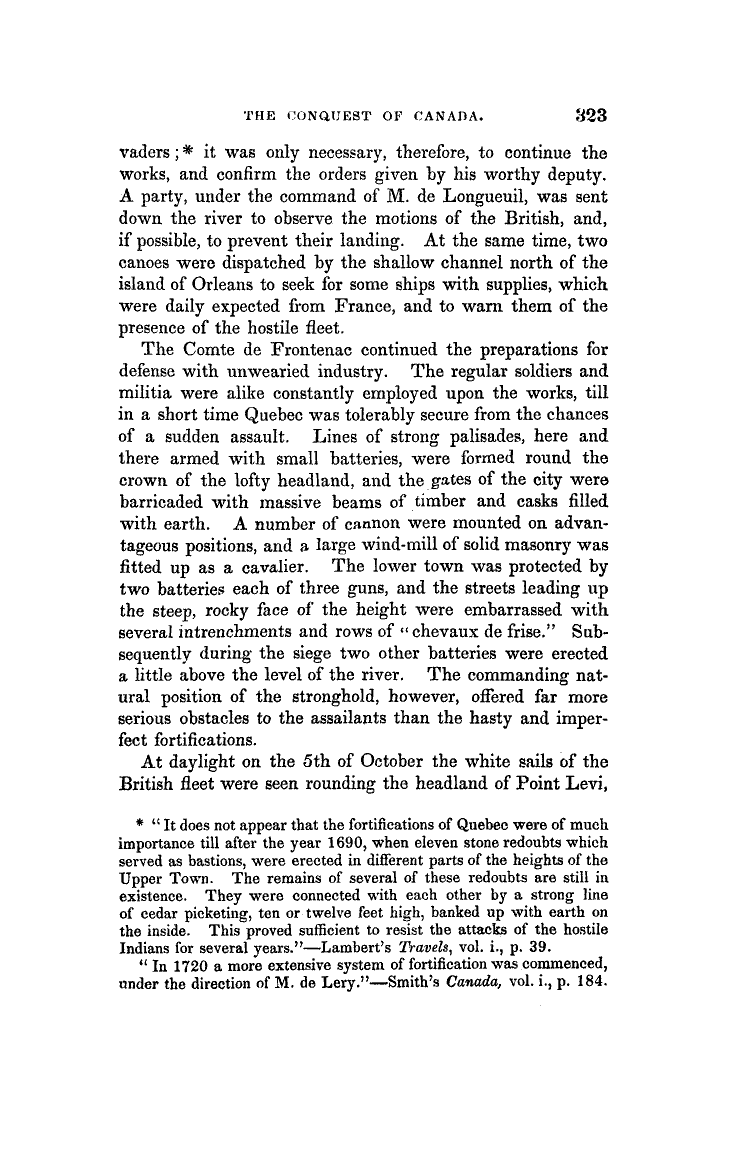 THE CONQUEST OF CANADA. 323
vaders ;* it was only necessary, therefore, to continue the
works, and confirm the orders given by his worthy deputy.
A party, under the command of M. de Longueuil, was sent
down the river to observe the motions of the British, and,
if possible, to prevent their landing. At the same time, two
canoes were dispatched by the shallow channel north of the
island of Orleans to seek for some ships with supplies, which
were daily expected from France, and to warn them of the
presence of the hostile fleet.
The Comte de Frontenac continued the preparations for
defense with unwearied industry. The regular soldiers and
militia were alike constantly employed upon the works, till
in a short time Quebec was tolerably secure from the chances
of a sudden assault. Lines of strong palisades, here and
there armed with small batteries, were formed round the
crown of the lofty headland, and the gates of the city were
barricaded with massive beams of timber and casks filled
with earth. A number of cannon were mounted on advan-
tageous positions, and a large wind-mill of solid masonry was
fitted up as a cavalier. The lower town was protected by
two batteries each of three guns, and the streets leading up
the steep, rocky face of the height were embarrassed with
several intrenchments and rows of "chevaux de frise." Sub-
sequently during the siege two other batteries were erected
a little above the level of the river. The commanding nat-
ural position of the stronghold, however, offered far more
serious obstacles to the assailants than the hasty and imper-
fect fortifications.
At daylight on the 5th of October the white sails of the
British fleet were seen rounding the headland of Point Levi,
* "It does not appear that the fortifications of Quebec were of much
importance till after the year 1690, when eleven stone redoubts which
served as bastions, were erected in different parts of the heights of the
Upper Town. The remains of several of these redoubts are still in
existence. They were connected with each other by a strong line
of cedar picketing, ten or twelve feet high, banked up with earth on
the inside. This proved sufficient to resist the attacks of the hostile
Indians for several years."—Lambert's Travels, vol. i., p. 39.
"In 1720 a more extensive system of fortification was commenced,
under the direction of M. de Lery."—Smith's Canada, vol. i., p. 184.